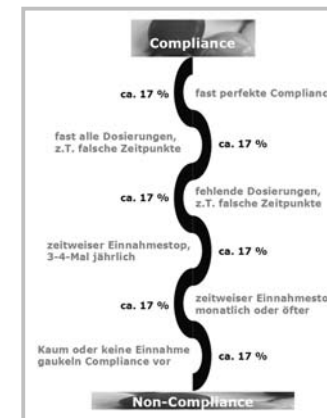 Compliance
ca. 17 %
fast perfekte Complianc
fast alle Dosierungen,
z.T. falsche Zeitpunkte
ca. 17 %
ca. 17 %
fehlende Dosierungen,
z.T. falsche Zeitpunkte
zeitweiser Einnahmestop,
3-4-Mal jährlich
ca. 17 %
ca. 17 %
zeitweiser Einnahmesto
monatlich oder öfter
Kaum oder keine Einnahme
gaukeln Compliance vor
ca. 17 %
Non-Compliance